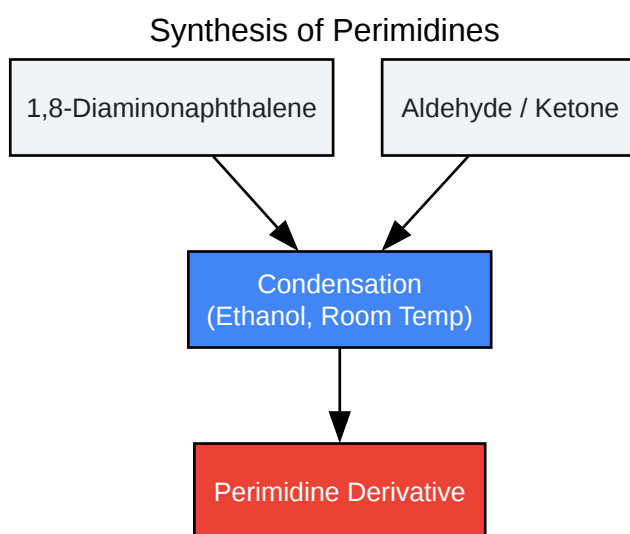 Synthesis of Perimidines
1,8-Diaminonaphthalene
Aldehyde / Ketone
Condensation
(Ethanol, Room Temp)
Perimidine Derivative